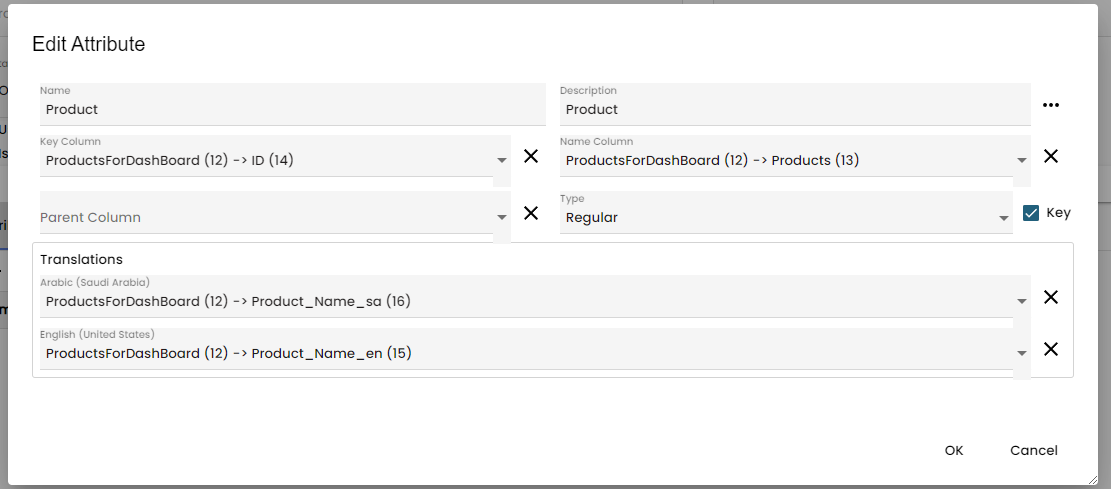 Edit Attribute
Name
Product
Description
Product
Key Column
ProductsForDashBoard (12) -> ID (14)
Name Column
ProductsForDashBoard (12) -> Products (13)
Parent Column
Type
Regular
Key
Translations
Arabic (Saudi Arabia)
ProductsForDashBoard (12) -> Product_Name_sa (16)
English (United States)
ProductsForDashBoard (12) -> Product_Name_en (15)
OK
Cancel